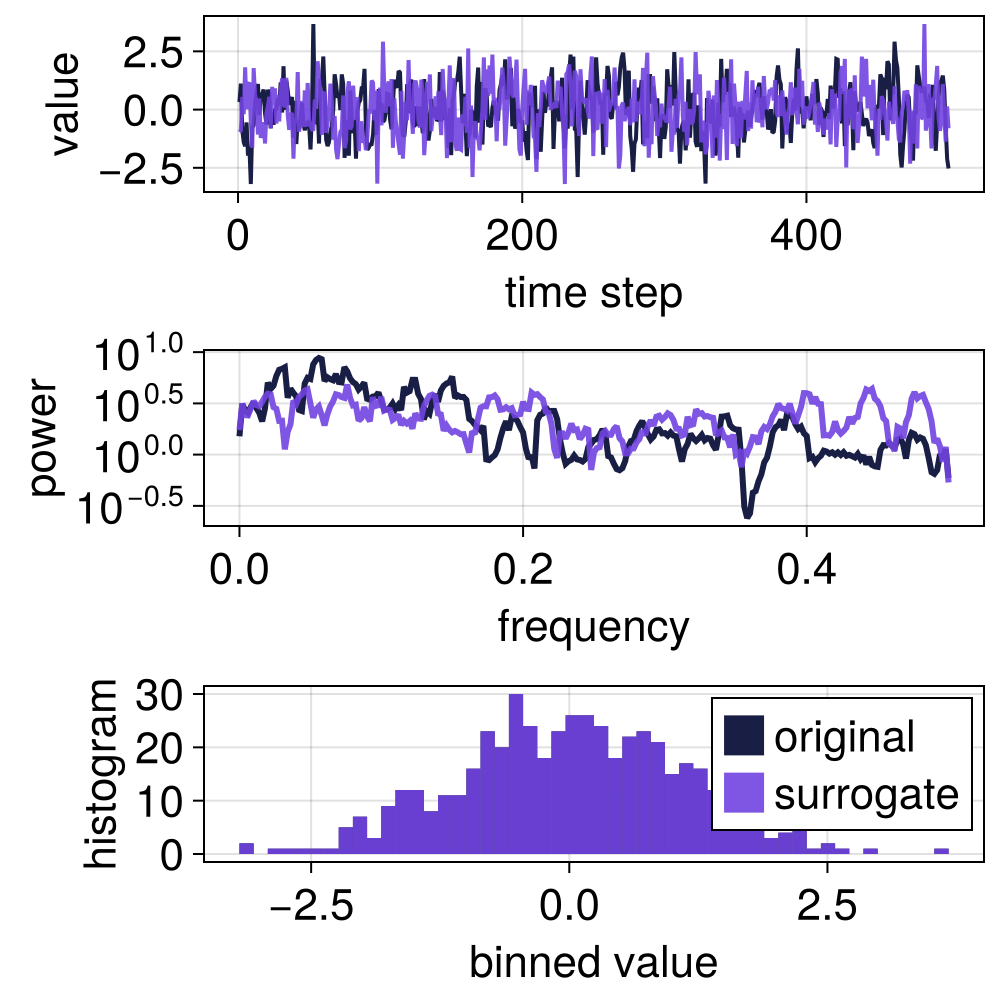 value
2.5
0.0
−2.5
0 200 400
time step
power
10^1.0
10^0.5
10^0.0
10^−0.5
0.0 0.2 0.4
frequency
histogram
30
20
10
0
original
surrogate
−2.5 0.0 2.5
binned value